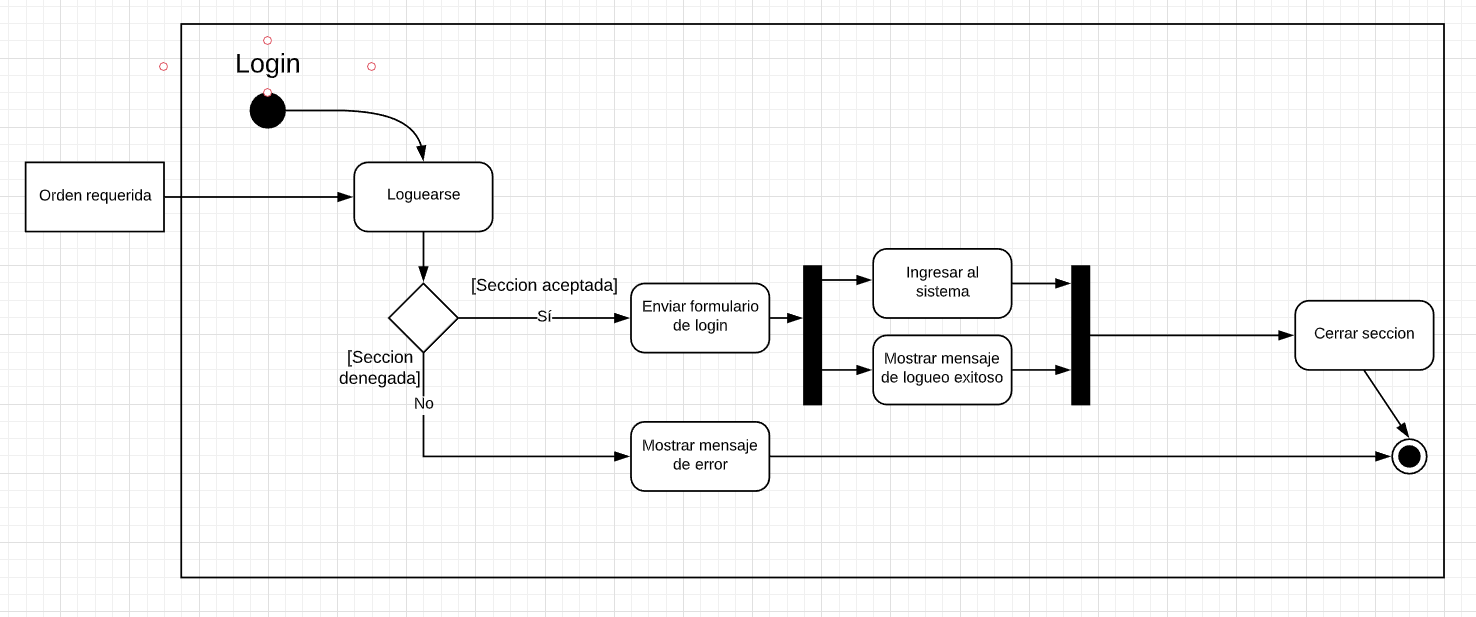 Login
Orden requerida
Loguearse
[Seccion aceptada]
Sí
Enviar formulario
de login
Ingresar al
sistema
Mostrar mensaje
de logueo exitoso
Cerrar seccion
[Seccion
denegada]
No
Mostrar mensaje
de error